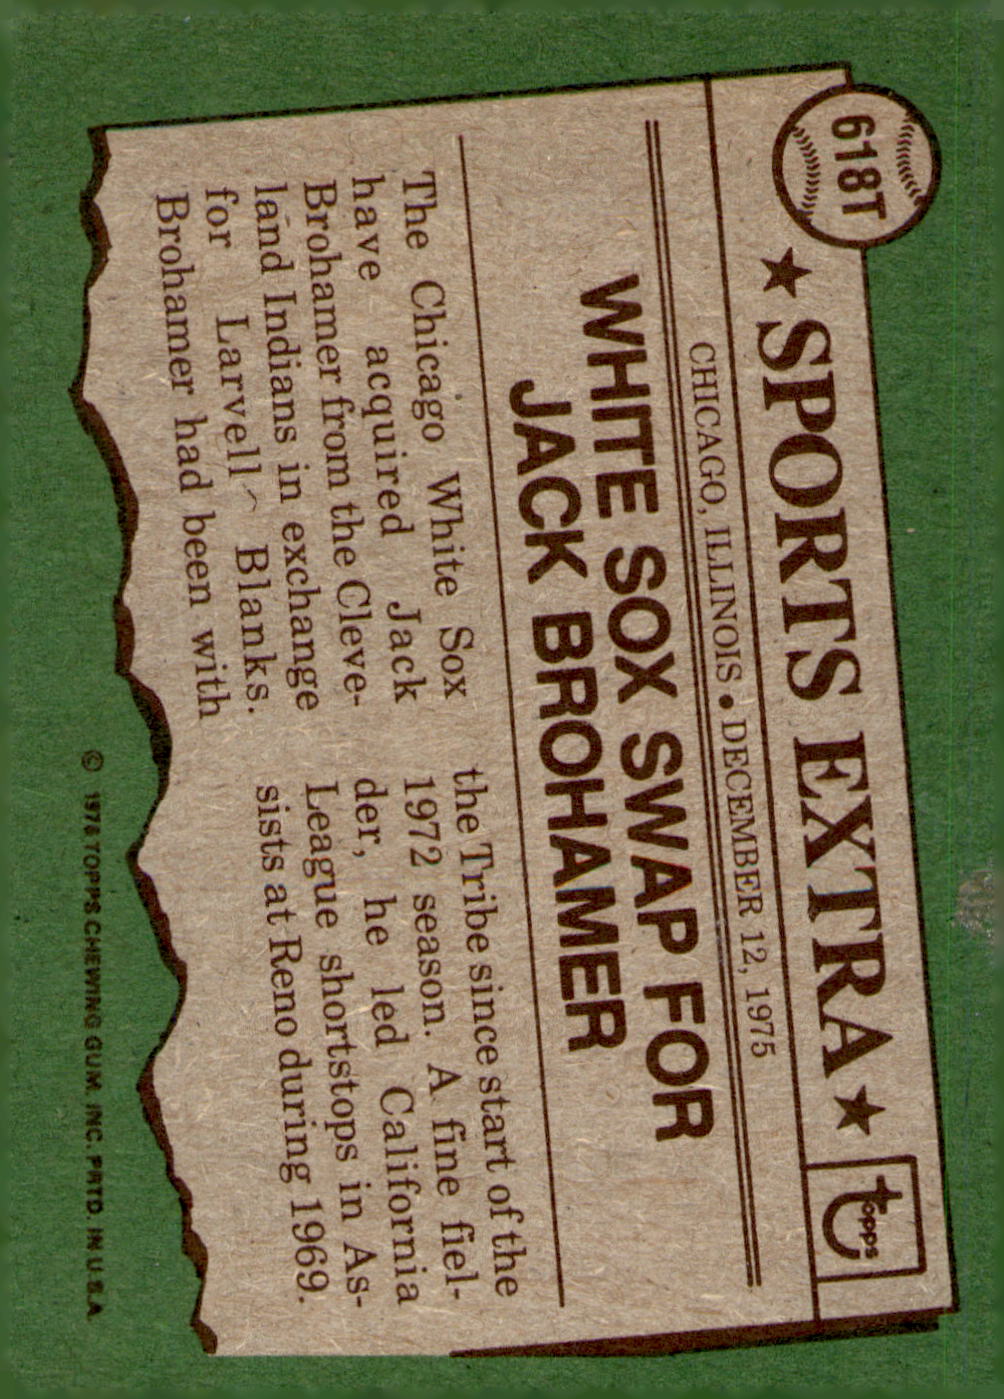 618T
★ SPORTS EXTRA ★
topps
CHICAGO, ILLINOIS • DECEMBER 12, 1975
WHITE SOX SWAP FOR
JACK BROHAMER
The Chicago White Sox
have acquired Jack
Brohamer from the Cleve-
land Indians in exchange
for Larvell Blanks.
Brohamer had been with
the Tribe since start of the
1972 season. A fine fiel-
der, he led California
League shortstops in As-
sists at Reno during 1969.
© 1976 TOPPS CHEWING GUM, INC. PRTD. IN U.S.A.